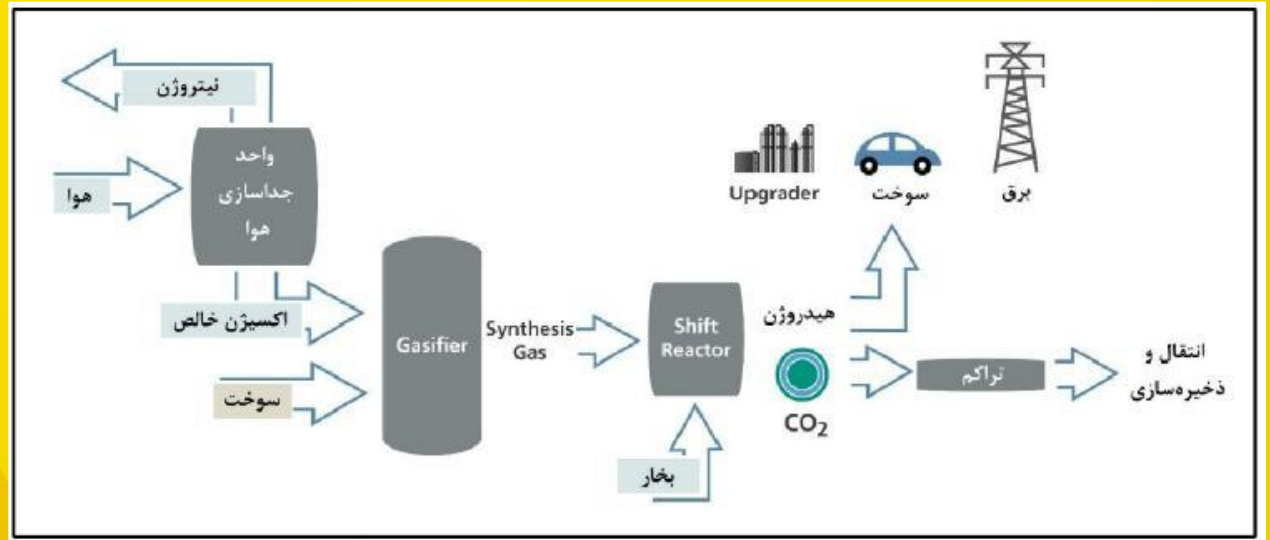 نیتروژن
واحد
جداسازی
هوا
هوا
اکسیژن خالص
سوخت
Gasifier
Synthesis
Gas
Shift
Reactor
بخار
هیدروژن
CO₂
Upgrader
سوخت
برق
تراکم
انتقال و
ذخیره‌سازی